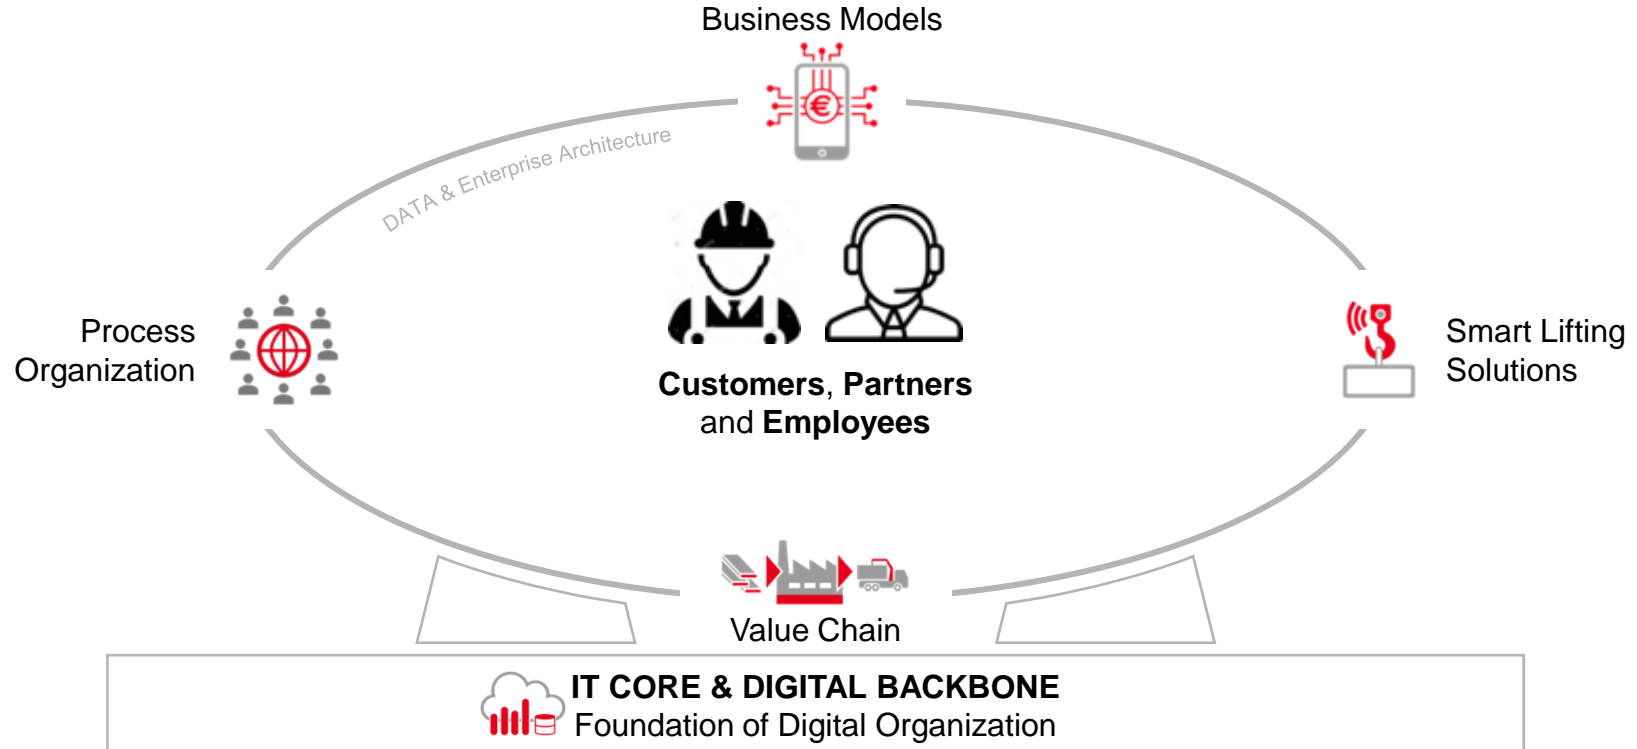 Business Models
DATA & Enterprise Architecture
€
Process
Organization
Smart Lifting
Solutions
Customers, Partners
and Employees
Value Chain
IT CORE & DIGITAL BACKBONE
Foundation of Digital Organization